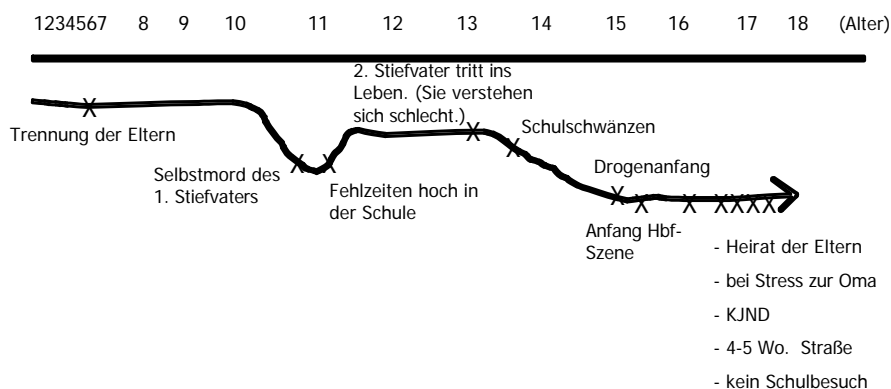 1234567 8 9 10 11 12 13 14 15 16 17 18 (Alter)
2. Stiefvater tritt ins
Leben. (Sie verstehen
sich schlecht.)
Trennung der Eltern
Schulschwänzen
Selbstmord des
1. Stiefvaters
Fehlzeiten hoch in
der Schule
Drogenanfang
Anfang Hbf-
Szene
- Heirat der Eltern
- bei Stress zur Oma
- KJND
- 4-5 Wo. Straße
- kein Schulbesuch